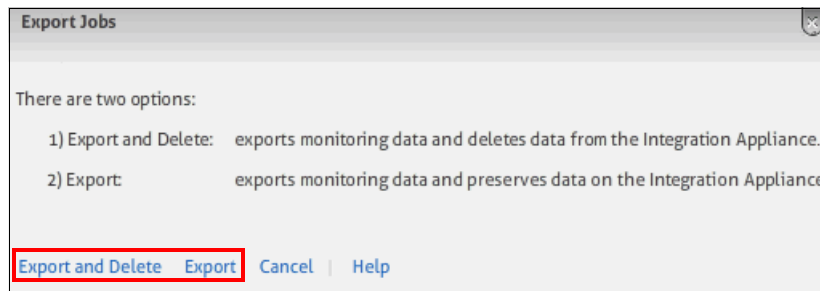 Export Jobs
There are two options:
1) Export and Delete: exports monitoring data and deletes data from the Integration Appliance.
2) Export: exports monitoring data and preserves data on the Integration Appliance
Export and Delete Export Cancel | Help